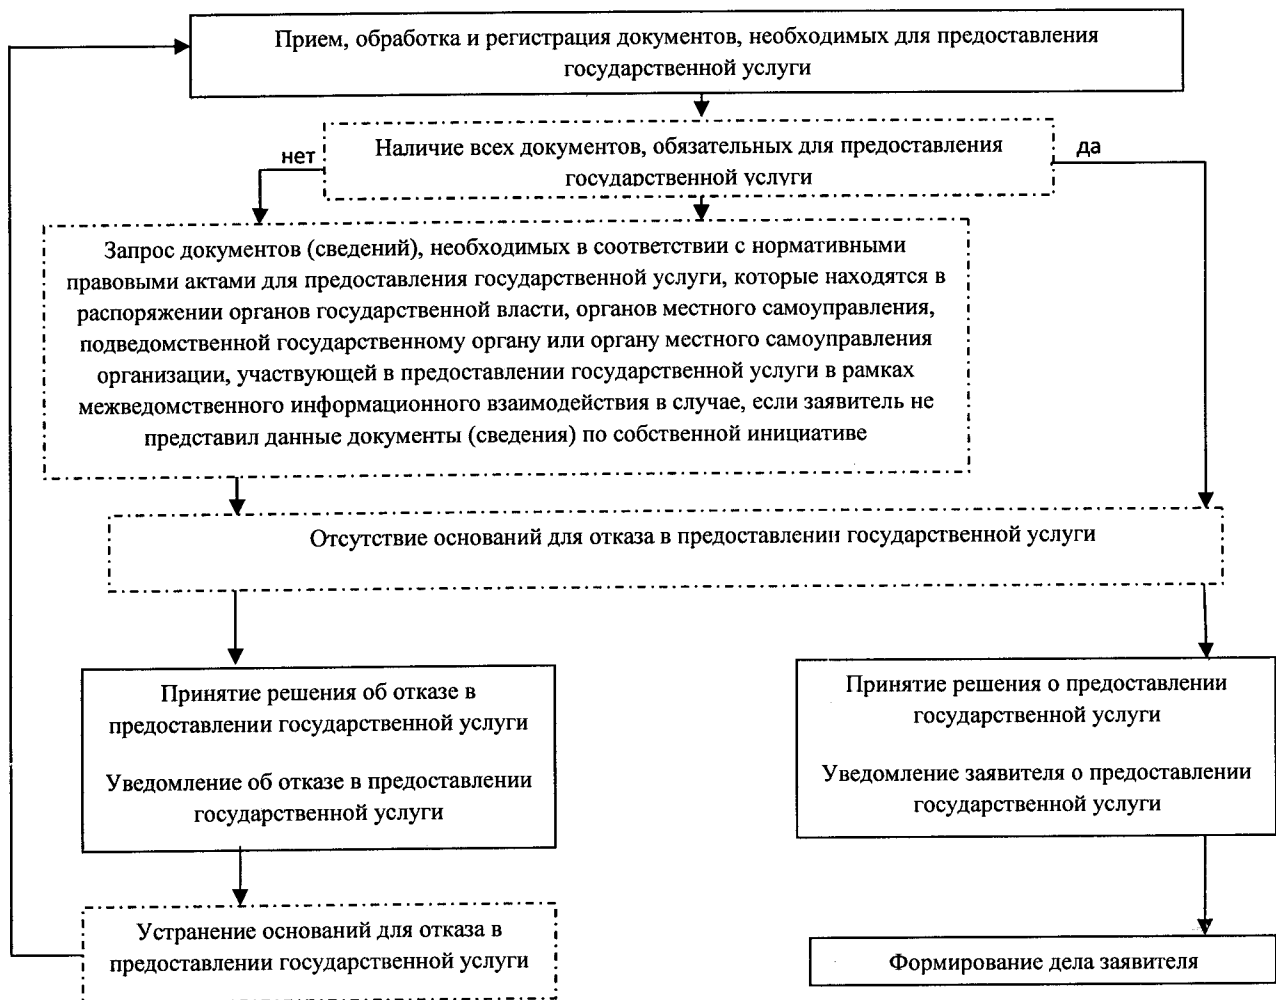 Прием, обработка и регистрация документов, необходимых для предоставления
государственной услуги
Наличие всех документов, обязательных для предоставления
государственной услуги
нет
да
Запрос документов (сведений), необходимых в соответствии с нормативными
правовыми актами для предоставления государственной услуги, которые находятся в
распоряжении органов государственной власти, органов местного самоуправления,
подведомственной государственному органу или органу местного самоуправления
организации, участвующей в предоставлении государственной услуги в рамках
межведомственного информационного взаимодействия в случае, если заявитель не
представил данные документы (сведения) по собственной инициативе
Отсутствие оснований для отказа в предоставлении государственной услуги
Принятие решения об отказе в
предоставлении государственной услуги
Уведомление об отказе в предоставлении
государственной услуги
Принятие решения о предоставлении
государственной услуги
Уведомление заявителя о предоставлении
государственной услуги
Устранение оснований для отказа в
предоставлении государственной услуги
Формирование дела заявителя